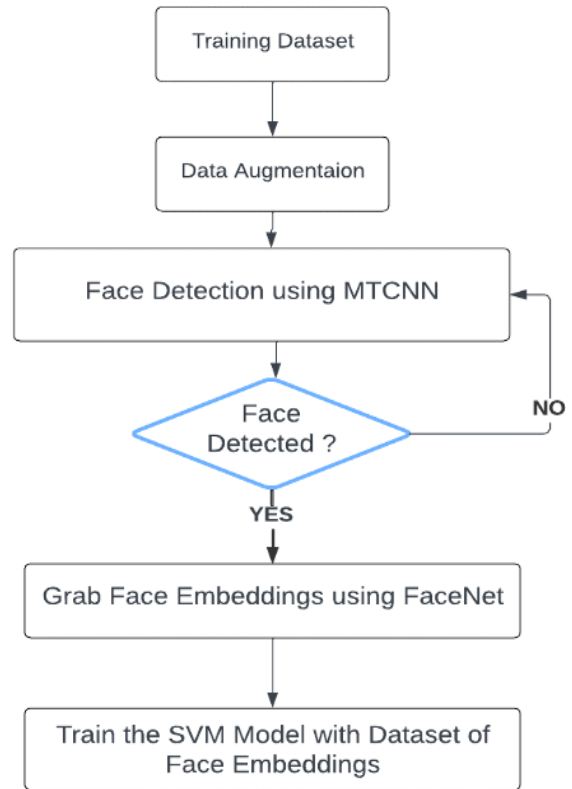 Training Dataset
Data Augmentaion
Face Detection using MTCNN
Face
Detected ?
NO
YES
Grab Face Embeddings using FaceNet
Train the SVM Model with Dataset of
Face Embeddings